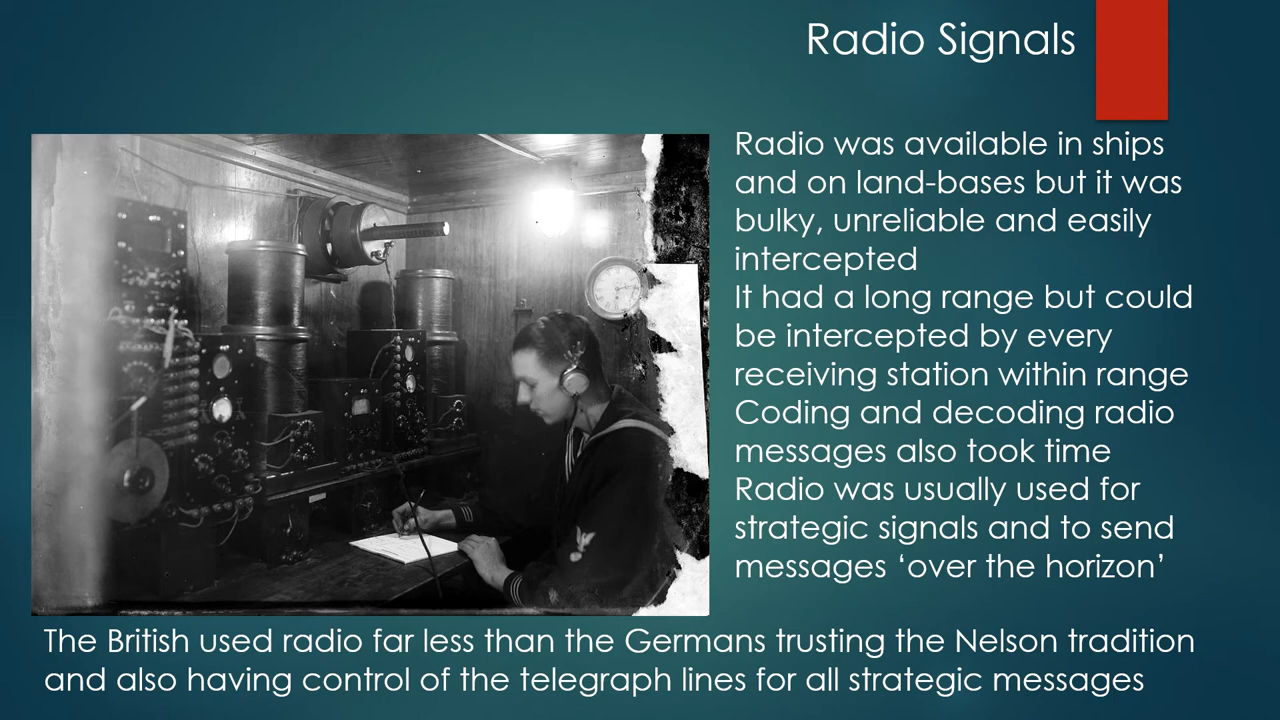 Radio Signals
Radio was available in ships
and on land-bases but it was
bulky, unreliable and easily
intercepted
It had a long range but could
be intercepted by every
receiving station within range
Coding and decoding radio
messages also took time
Radio was usually used for
strategic signals and to send
messages ‘over the horizon’
The British used radio far less than the Germans trusting the Nelson tradition
and also having control of the telegraph lines for all strategic messages